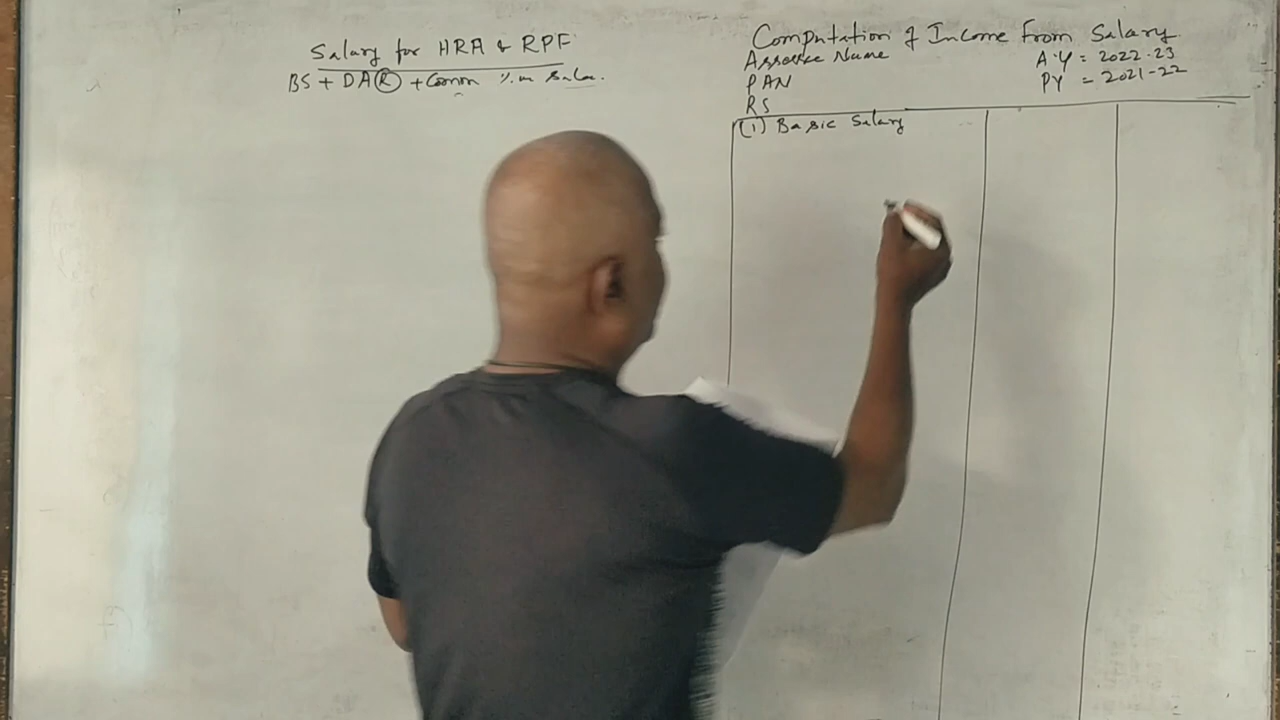 Salary for HRA & RPF
BS + DA(R) + Comm % on Sales.
Computation of Income From Salary
Assessee Name A.Y = 2022-23
PAN PY = 2021-22
RS
(1) Basic Salary